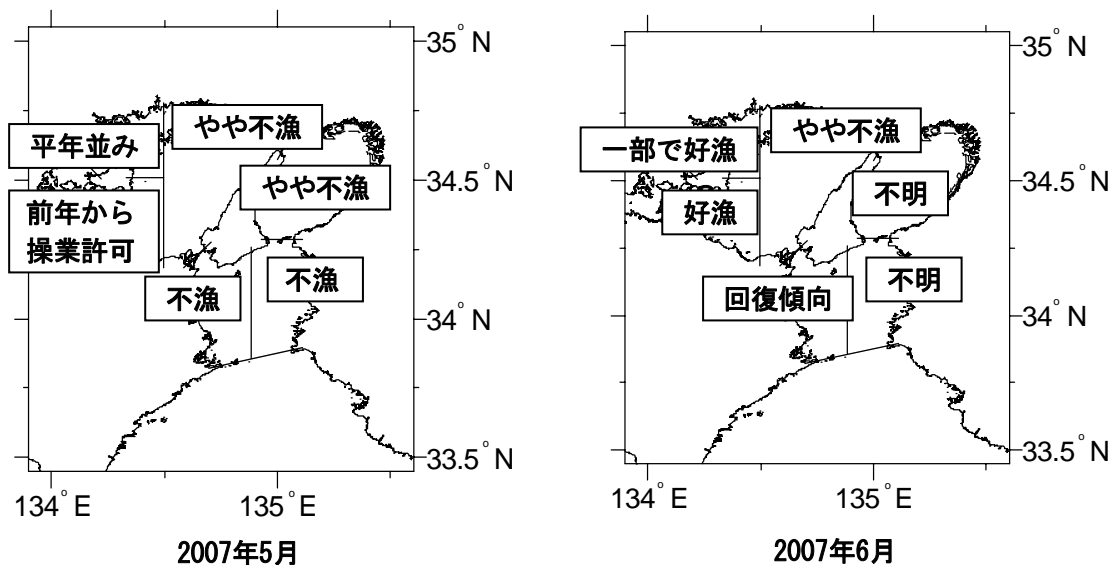 35°N
やや不漁
平年並み
34.5°N
やや不漁
前年から
操業許可
不漁
不漁
34°N
33.5°N
134°E
135°E
2007年5月
35°N
やや不漁
一部で好漁
34.5°N
不明
好漁
不明
回復傾向
34°N
33.5°N
134°E
135°E
2007年6月